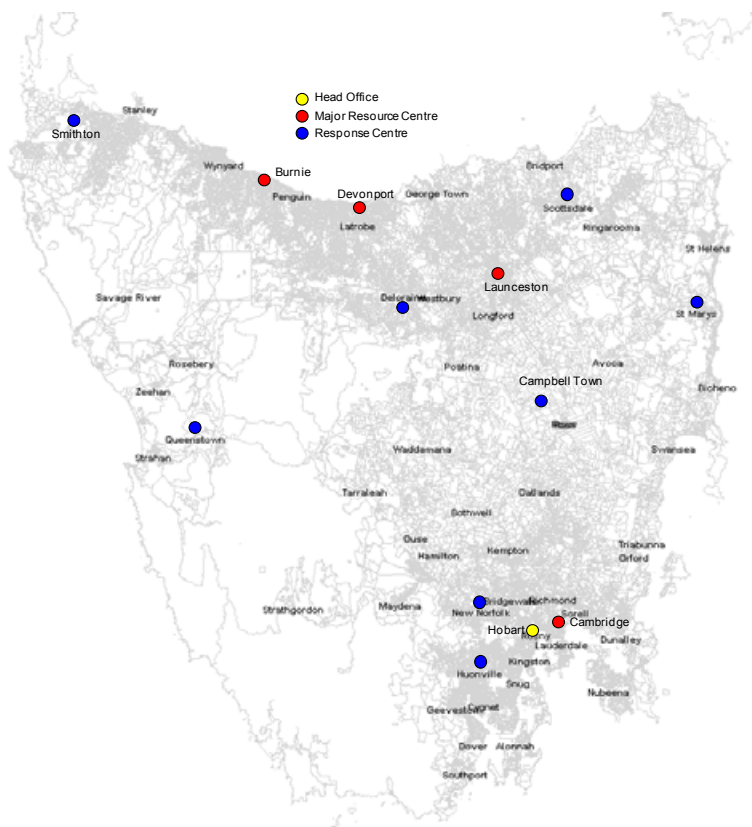 Head Office
Major Resource Centre
Response Centre
Stanley
Smithton
Wynyard
Burnie
Penguin
Devonport
Latrobe
George Town
Bridport
Scottsdale
Ringarooma
St Helens
Launceston
Deloraine
Westbury
Longford
St Marys
Savage River
Rosebery
Zeehan
Queenstown
Strahan
Poatina
Avoca
Campbell Town
Ross
Bicheno
Swansea
Waddamana
Tarraleah
Oatlands
Bothwell
Ouse
Hamilton
Kempton
Triabunna
Orford
Strathgordon
Maydena
New Norfolk
Bridgewater
Richmond
Sorell
Hobart
Rosny
Cambridge
Lauderdale
Dunalley
Kingston
Huonville
Snug
Nubeena
Geeveston
Cygnet
Dover
Alonnah
Southport